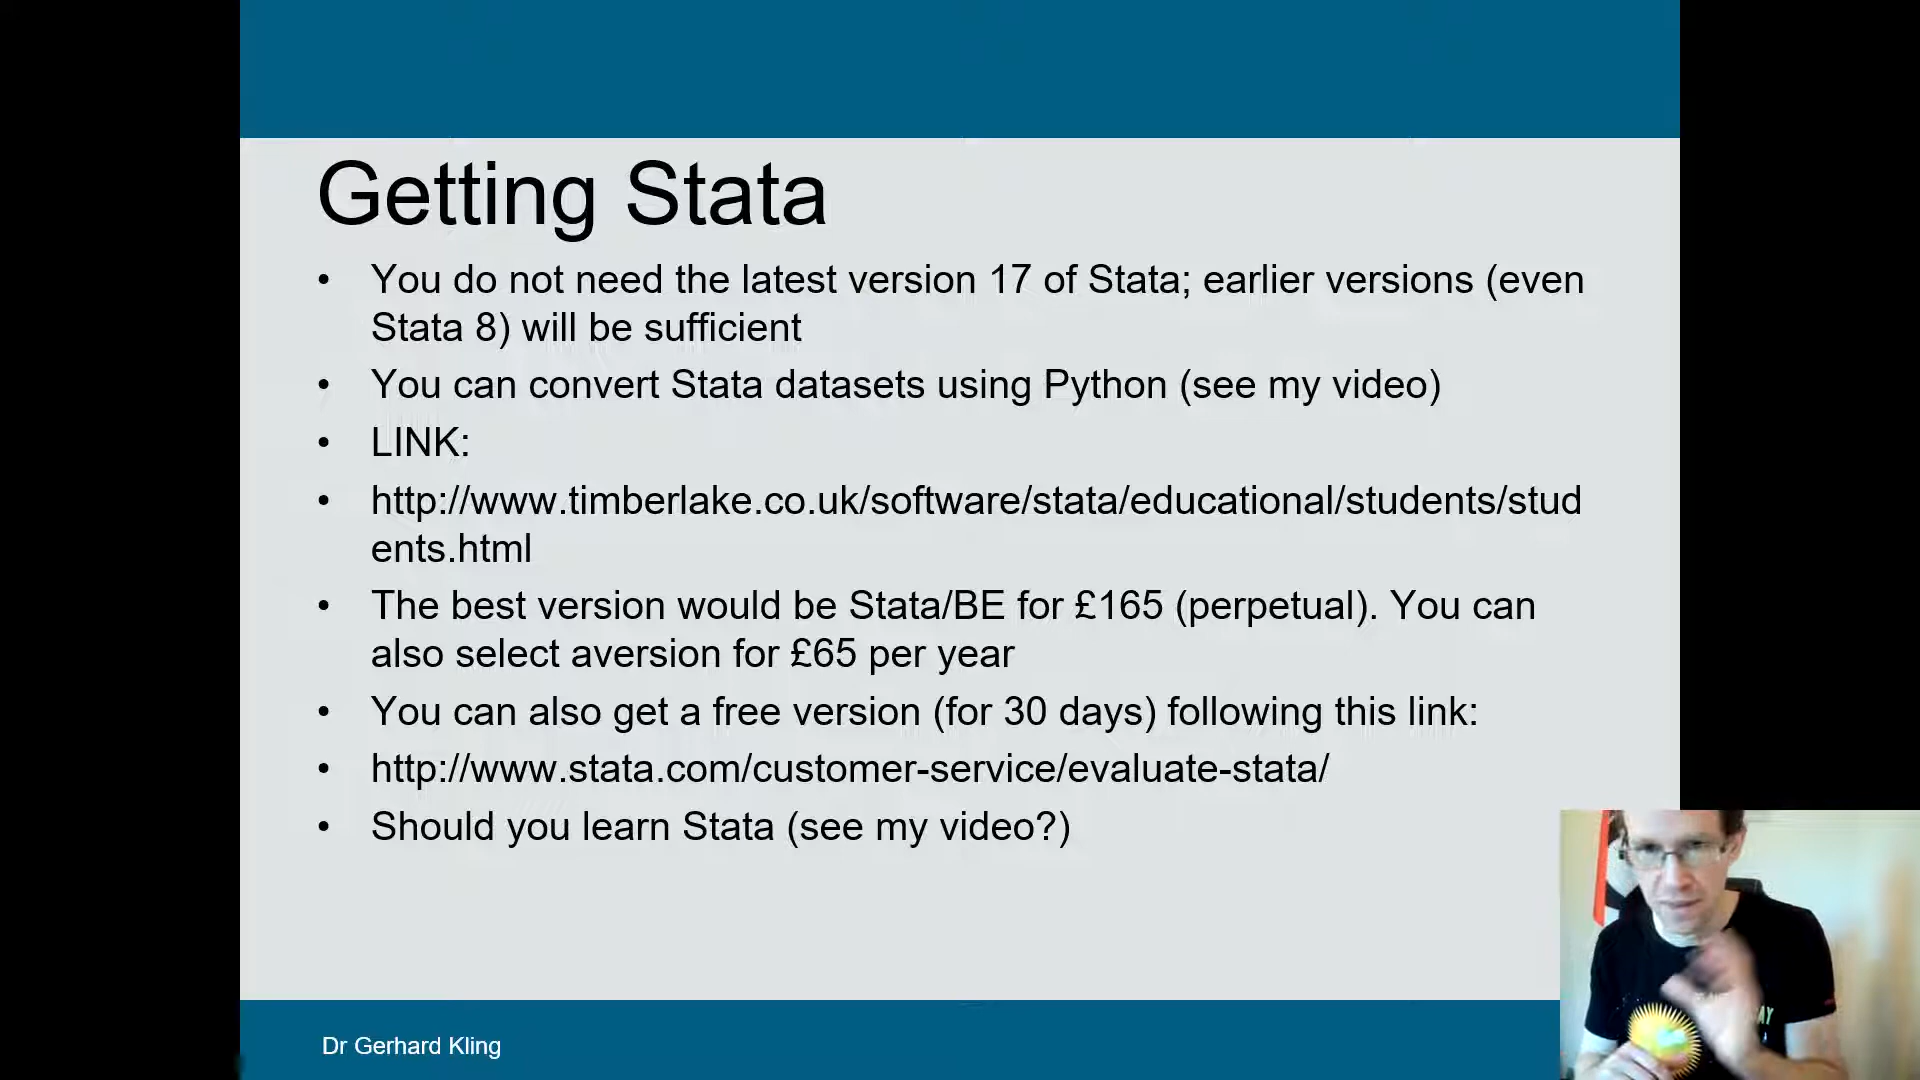 Getting Stata
• You do not need the latest version 17 of Stata; earlier versions (even
Stata 8) will be sufficient
• You can convert Stata datasets using Python (see my video)
• LINK:
• http://www.timberlake.co.uk/software/stata/educational/students/stud
ents.html
• The best version would be Stata/BE for £165 (perpetual). You can
also select aversion for £65 per year
• You can also get a free version (for 30 days) following this link:
• http://www.stata.com/customer-service/evaluate-stata/
• Should you learn Stata (see my video?)
Dr Gerhard Kling